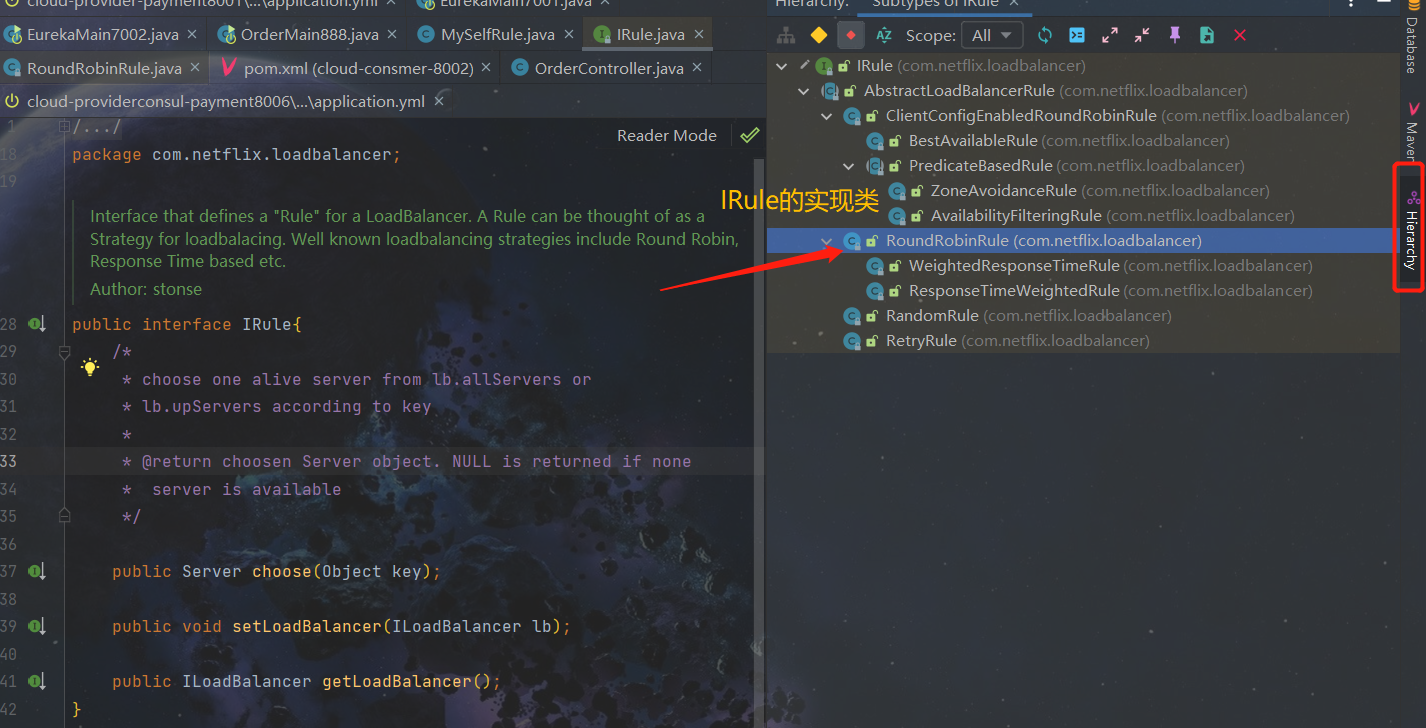 cloud-provider-payment8001\...\application.yml
EurekaMain7001.java
EurekaMain7002.java
OrderMain888.java
MySelfRule.java
IRule.java
RoundRobinRule.java
pom.xml (cloud-consmer-8002)
OrderController.java
cloud-providerconsul-payment8006\...\application.yml
Reader Mode
1 /.../
18 package com.netflix.loadbalancer;
19
Interface that defines a "Rule" for a LoadBalancer. A Rule can be thought of as a
Strategy for loadbalacing. Well known loadbalancing strategies include Round Robin,
Response Time based etc.
Author: stonse
28 public interface IRule{
29 /*
30 * choose one alive server from lb.allServers or
31 * lb.upServers according to key
32 *
33 * @return choosen Server object. NULL is returned if none
34 * server is available
35 */
36
37 public Server choose(Object key);
38
39 public void setLoadBalancer(ILoadBalancer lb);
40
41 public ILoadBalancer getLoadBalancer();
42 }
Hierarchy: Subtypes of IRule
Scope: All
IRule (com.netflix.loadbalancer)
AbstractLoadBalancerRule (com.netflix.loadbalancer)
ClientConfigEnabledRoundRobinRule (com.netflix.loadbalancer)
BestAvailableRule (com.netflix.loadbalancer)
PredicateBasedRule (com.netflix.loadbalancer)
ZoneAvoidanceRule (com.netflix.loadbalancer)
AvailabilityFilteringRule (com.netflix.loadbalancer)
RoundRobinRule (com.netflix.loadbalancer)
WeightedResponseTimeRule (com.netflix.loadbalancer)
ResponseTimeWeightedRule (com.netflix.loadbalancer)
RandomRule (com.netflix.loadbalancer)
RetryRule (com.netflix.loadbalancer)
IRule的实现类
Database
Maven
Hierarchy